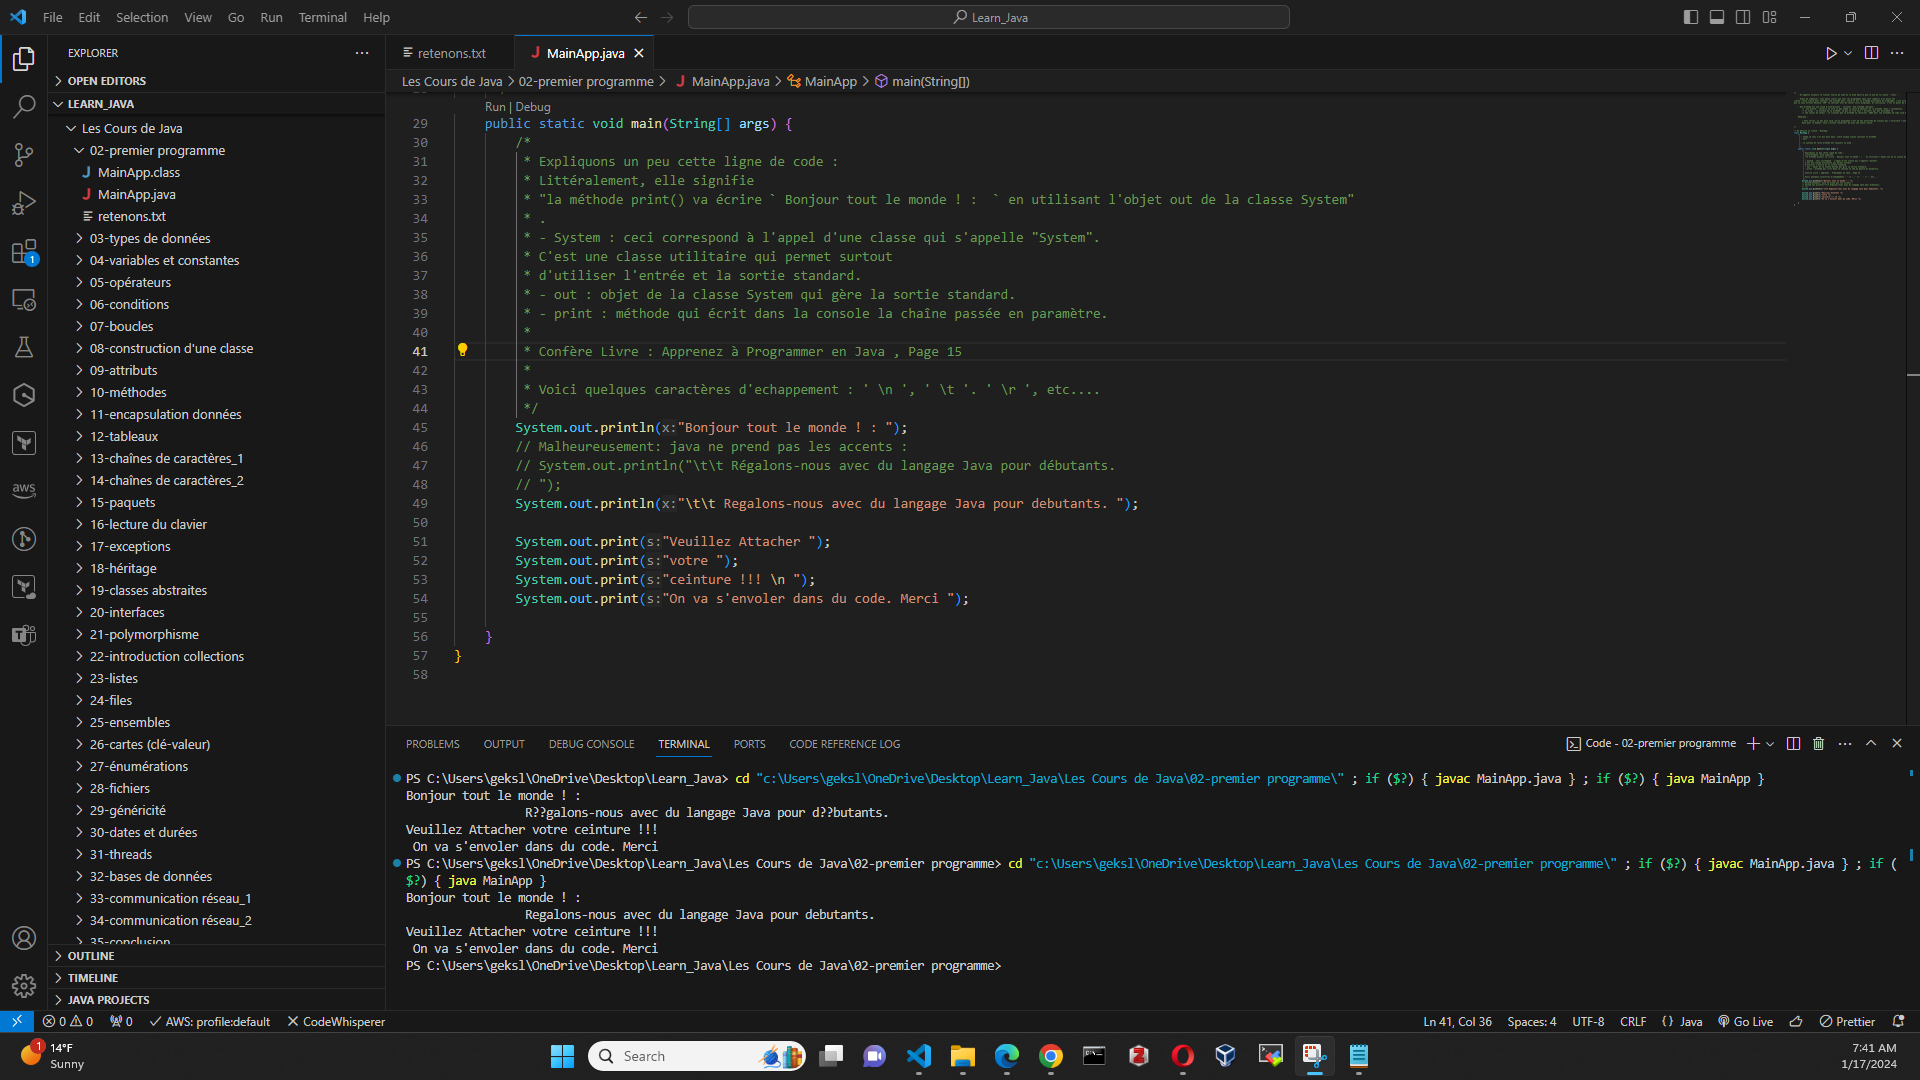 File Edit Selection View Go Run Terminal Help
Learn_Java
EXPLORER
OPEN EDITORS
LEARN_JAVA
Les Cours de Java
02-premier programme
MainApp.class
MainApp.java
retenons.txt
03-types de données
04-variables et constantes
05-opérateurs
06-conditions
07-boucles
08-construction d'une classe
09-attributs
10-méthodes
11-encapsulation données
12-tableaux
13-chaînes de caractères_1
14-chaînes de caractères_2
15-paquets
16-lecture du clavier
17-exceptions
18-héritage
19-classes abstraites
20-interfaces
21-polymorphisme
22-introduction collections
23-listes
24-files
25-ensembles
26-cartes (clé-valeur)
27-énumérations
28-fichiers
29-généricité
30-dates et durées
31-threads
32-bases de données
33-communication réseau_1
34-communication réseau_2
35-conclusion
OUTLINE
TIMELINE
JAVA PROJECTS
retenons.txt MainApp.java
Les Cours de Java > 02-premier programme > MainApp.java > MainApp > main(String[])
Run | Debug
29 public static void main(String[] args) {
30 /*
31 * Expliquons un peu cette ligne de code :
32 * Littéralement, elle signifie
33 * "la méthode print() va écrire ` Bonjour tout le monde ! :  ` en utilisant l'objet out de la classe System"
34 * .
35 * - System : ceci correspond à l'appel d'une classe qui s'appelle "System".
36 * C'est une classe utilitaire qui permet surtout
37 * d'utiliser l'entrée et la sortie standard.
38 * - out : objet de la classe System qui gère la sortie standard.
39 * - print : méthode qui écrit dans la console la chaîne passée en paramètre.
40 *
41 * Confère Livre : Apprenez à Programmer en Java , Page 15
42 *
43 * Voici quelques caractères d'echappement : ' \n ', ' \t '. ' \r ', etc....
44 */
45 System.out.println(x:"Bonjour tout le monde ! : ");
46 // Malheureusement: java ne prend pas les accents :
47 // System.out.println("\t\t Régalons-nous avec du langage Java pour débutants.
48 // ");
49 System.out.println(x:"\t\t Regalons-nous avec du langage Java pour debutants. ");
50
51 System.out.print(s:"Veuillez Attacher ");
52 System.out.print(s:"votre ");
53 System.out.print(s:"ceinture !!! \n ");
54 System.out.print(s:"On va s'envoler dans du code. Merci ");
55
56 }
57 }
58
PROBLEMS OUTPUT DEBUG CONSOLE TERMINAL PORTS CODE REFERENCE LOG
Code - 02-premier programme
PS C:\Users\geksl\OneDrive\Desktop\Learn_Java> cd "c:\Users\geksl\OneDrive\Desktop\Learn_Java\Les Cours de Java\02-premier programme\" ; if ($?) { javac MainApp.java } ; if ($?) { java MainApp }
Bonjour tout le monde ! :
R??galons-nous avec du langage Java pour d??butants.
Veuillez Attacher votre ceinture !!!
On va s'envoler dans du code. Merci
PS C:\Users\geksl\OneDrive\Desktop\Learn_Java\Les Cours de Java\02-premier programme> cd "c:\Users\geksl\OneDrive\Desktop\Learn_Java\Les Cours de Java\02-premier programme\" ; if ($?) { javac MainApp.java } ; if (
$?) { java MainApp }
Bonjour tout le monde ! :
Regalons-nous avec du langage Java pour debutants.
Veuillez Attacher votre ceinture !!!
On va s'envoler dans du code. Merci
PS C:\Users\geksl\OneDrive\Desktop\Learn_Java\Les Cours de Java\02-premier programme>
1
aws
0 0 0 AWS: profile:default CodeWhisperer
Ln 41, Col 36 Spaces: 4 UTF-8 CRLF {} Java Go Live Prettier
1
14°F
Sunny
Search
7:41 AM
1/17/2024